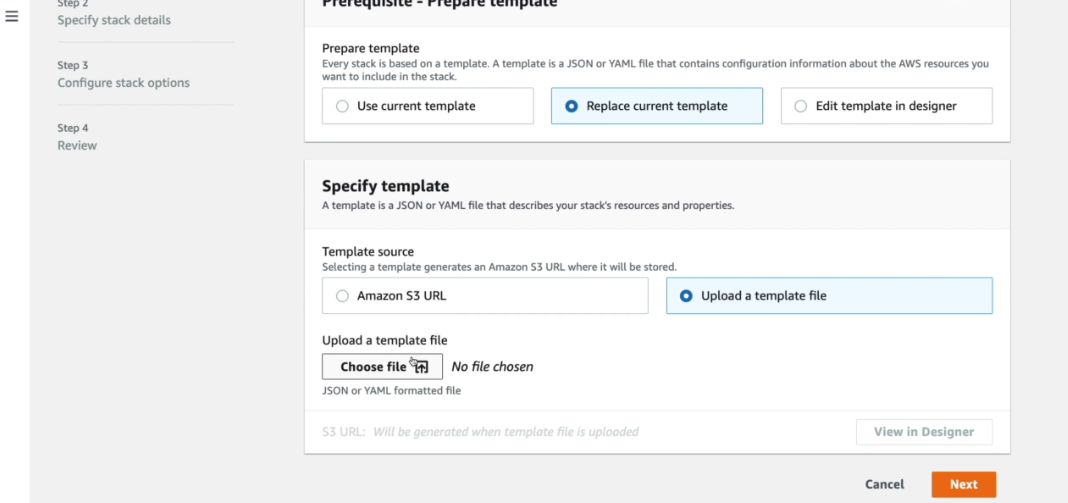 Step 2
Specify stack details
Step 3
Configure stack options
Step 4
Review
Prerequisite - Prepare template
Prepare template
Every stack is based on a template. A template is a JSON or YAML file that contains configuration information about the AWS resources you
want to include in the stack.
Use current template
Replace current template
Edit template in designer
Specify template
A template is a JSON or YAML file that describes your stack's resources and properties.
Template source
Selecting a template generates an Amazon S3 URL where it will be stored.
Amazon S3 URL
Upload a template file
Upload a template file
Choose file No file chosen
JSON or YAML formatted file
S3 URL: Will be generated when template file is uploaded
View in Designer
Cancel
Next